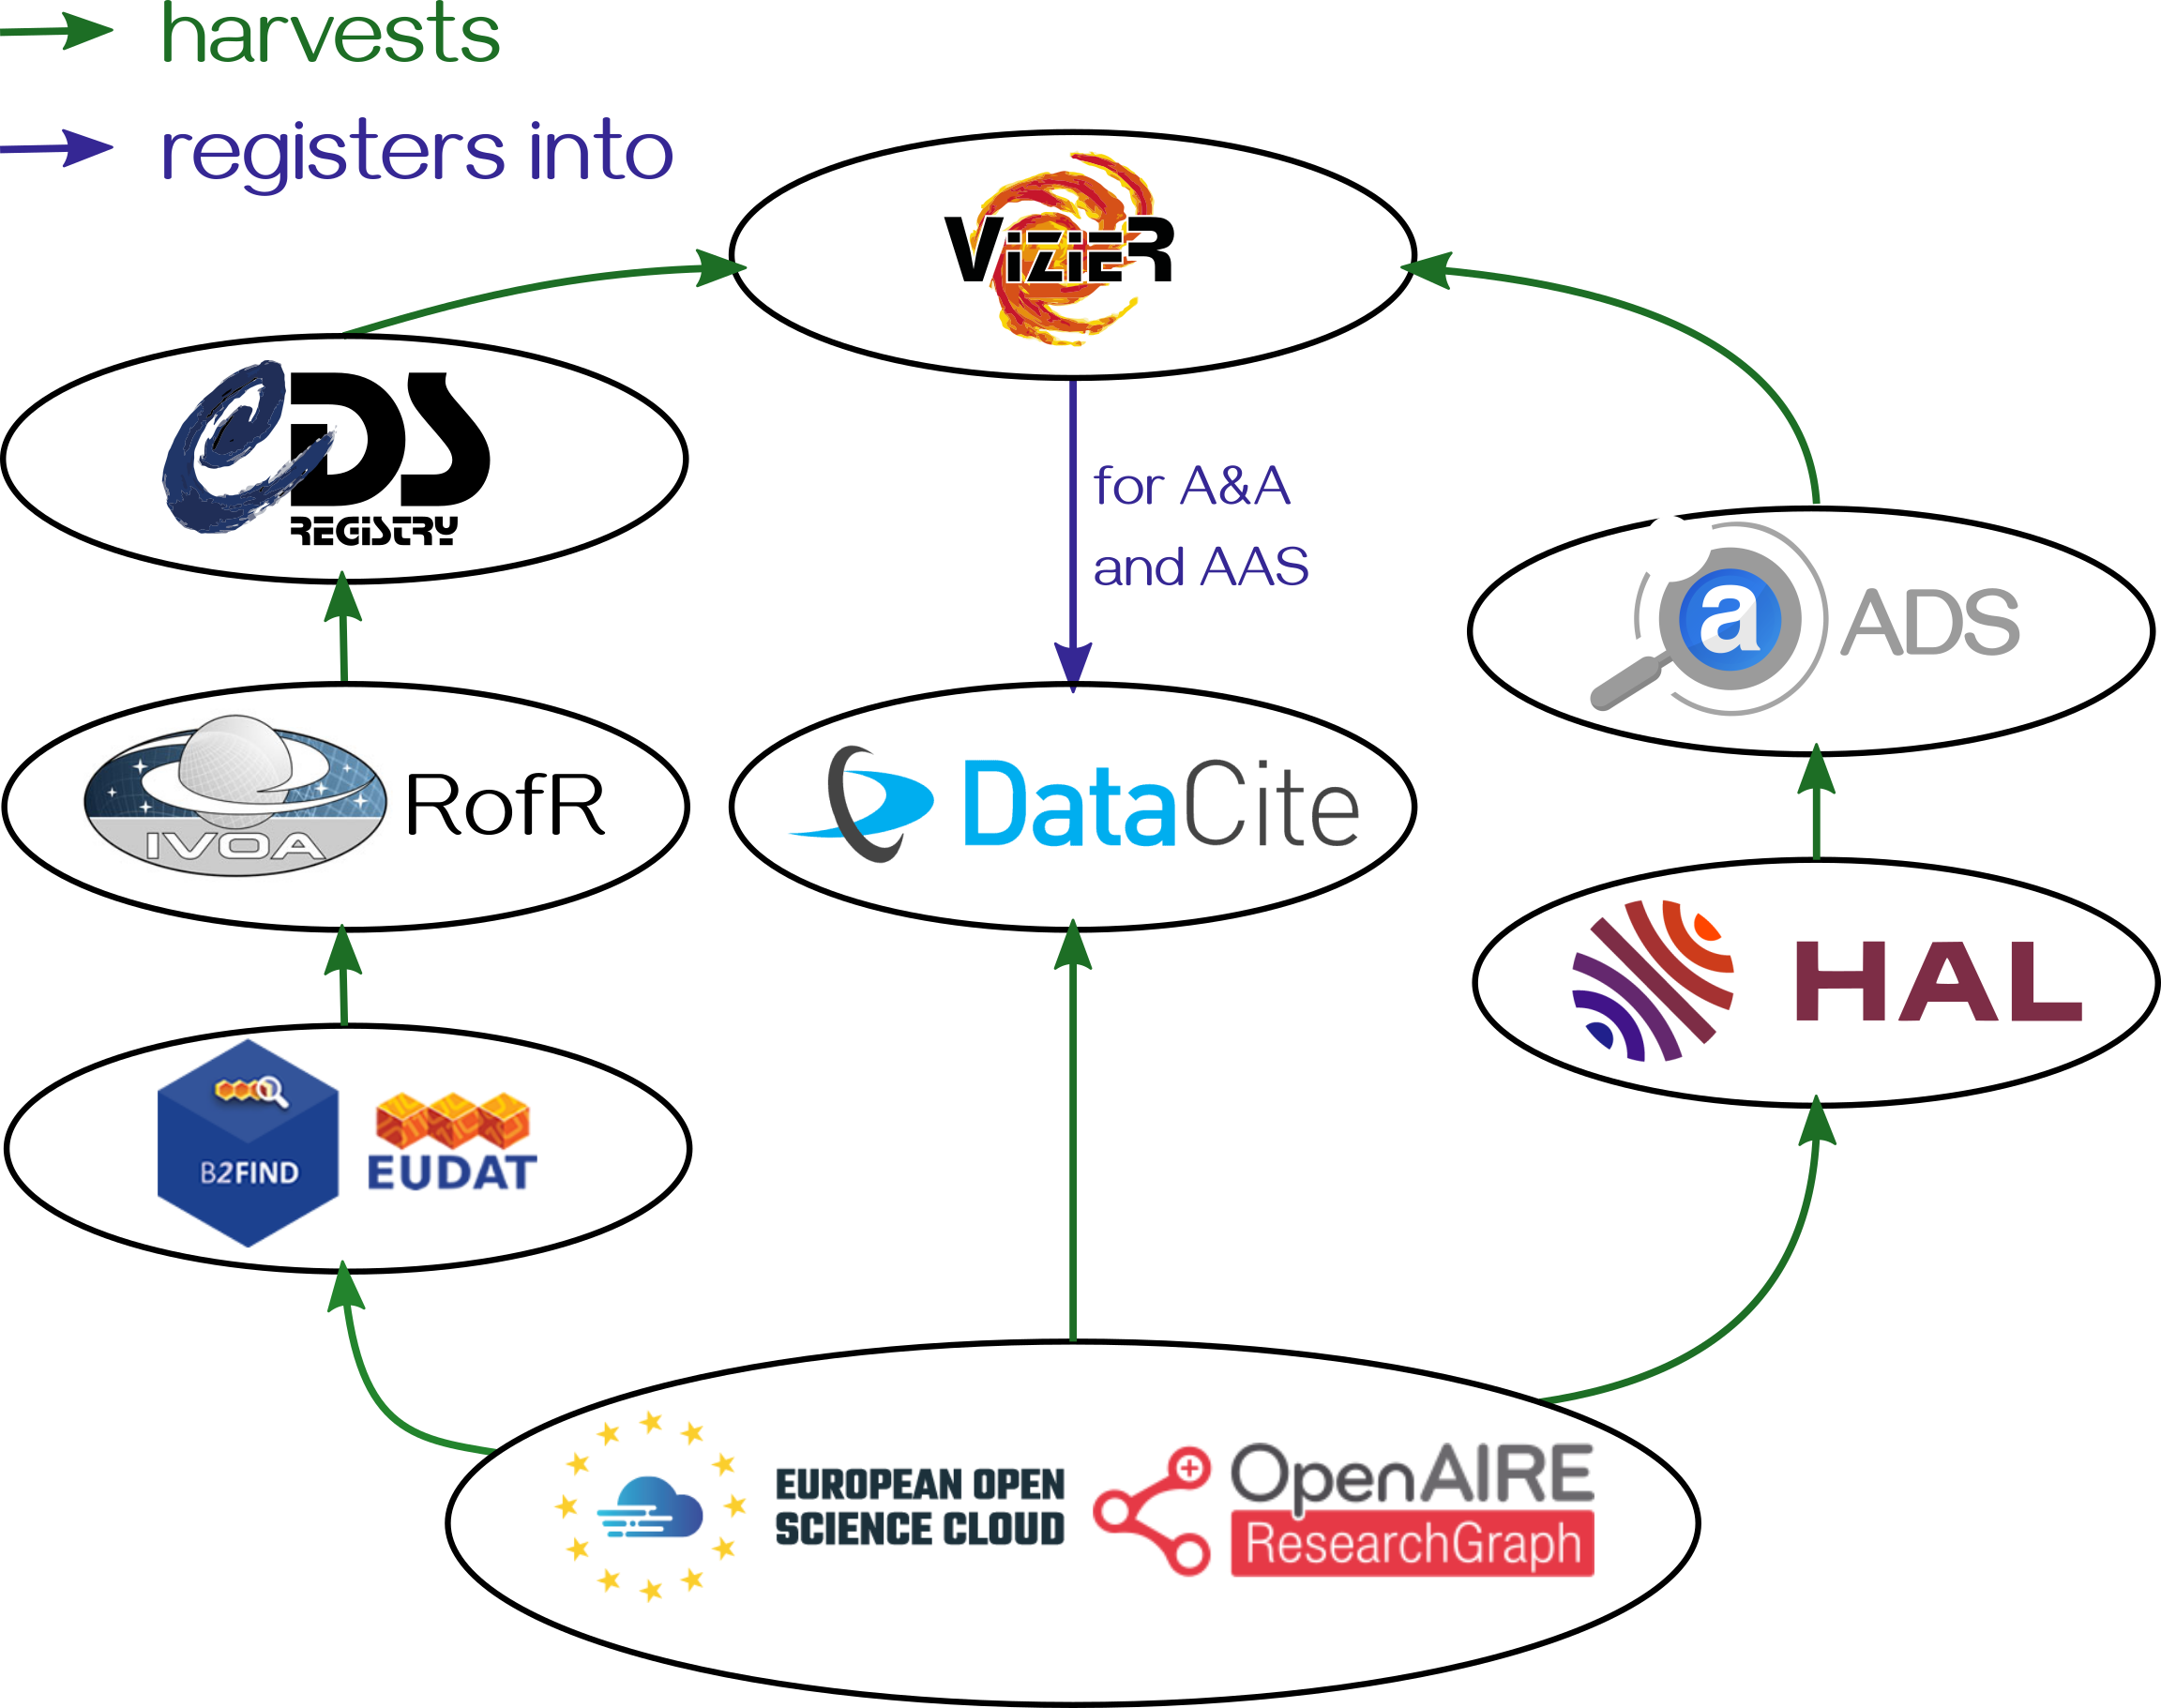 harvests
registers into
VizieR
CDS
REGISTRY
for A&A
and AAS
a ADS
IVOA RofR
DataCite
HAL
B2FIND
EUDAT
EUROPEAN OPEN
SCIENCE CLOUD
OpenAIRE
ResearchGraph